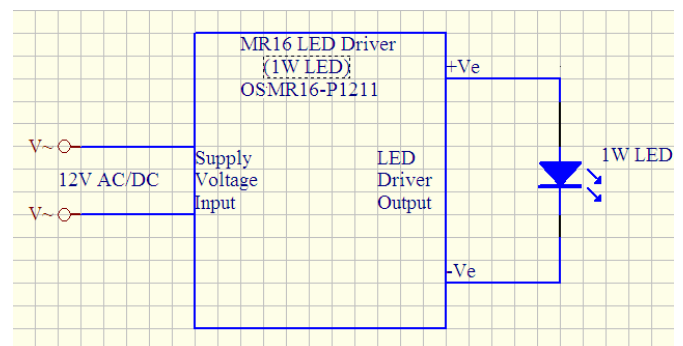 MR16 LED Driver
(1W LED)
OSMR16-P1211
+Ve
V~
Supply
Voltage
Input
LED
Driver
Output
12V AC/DC
1W LED
V~
-Ve